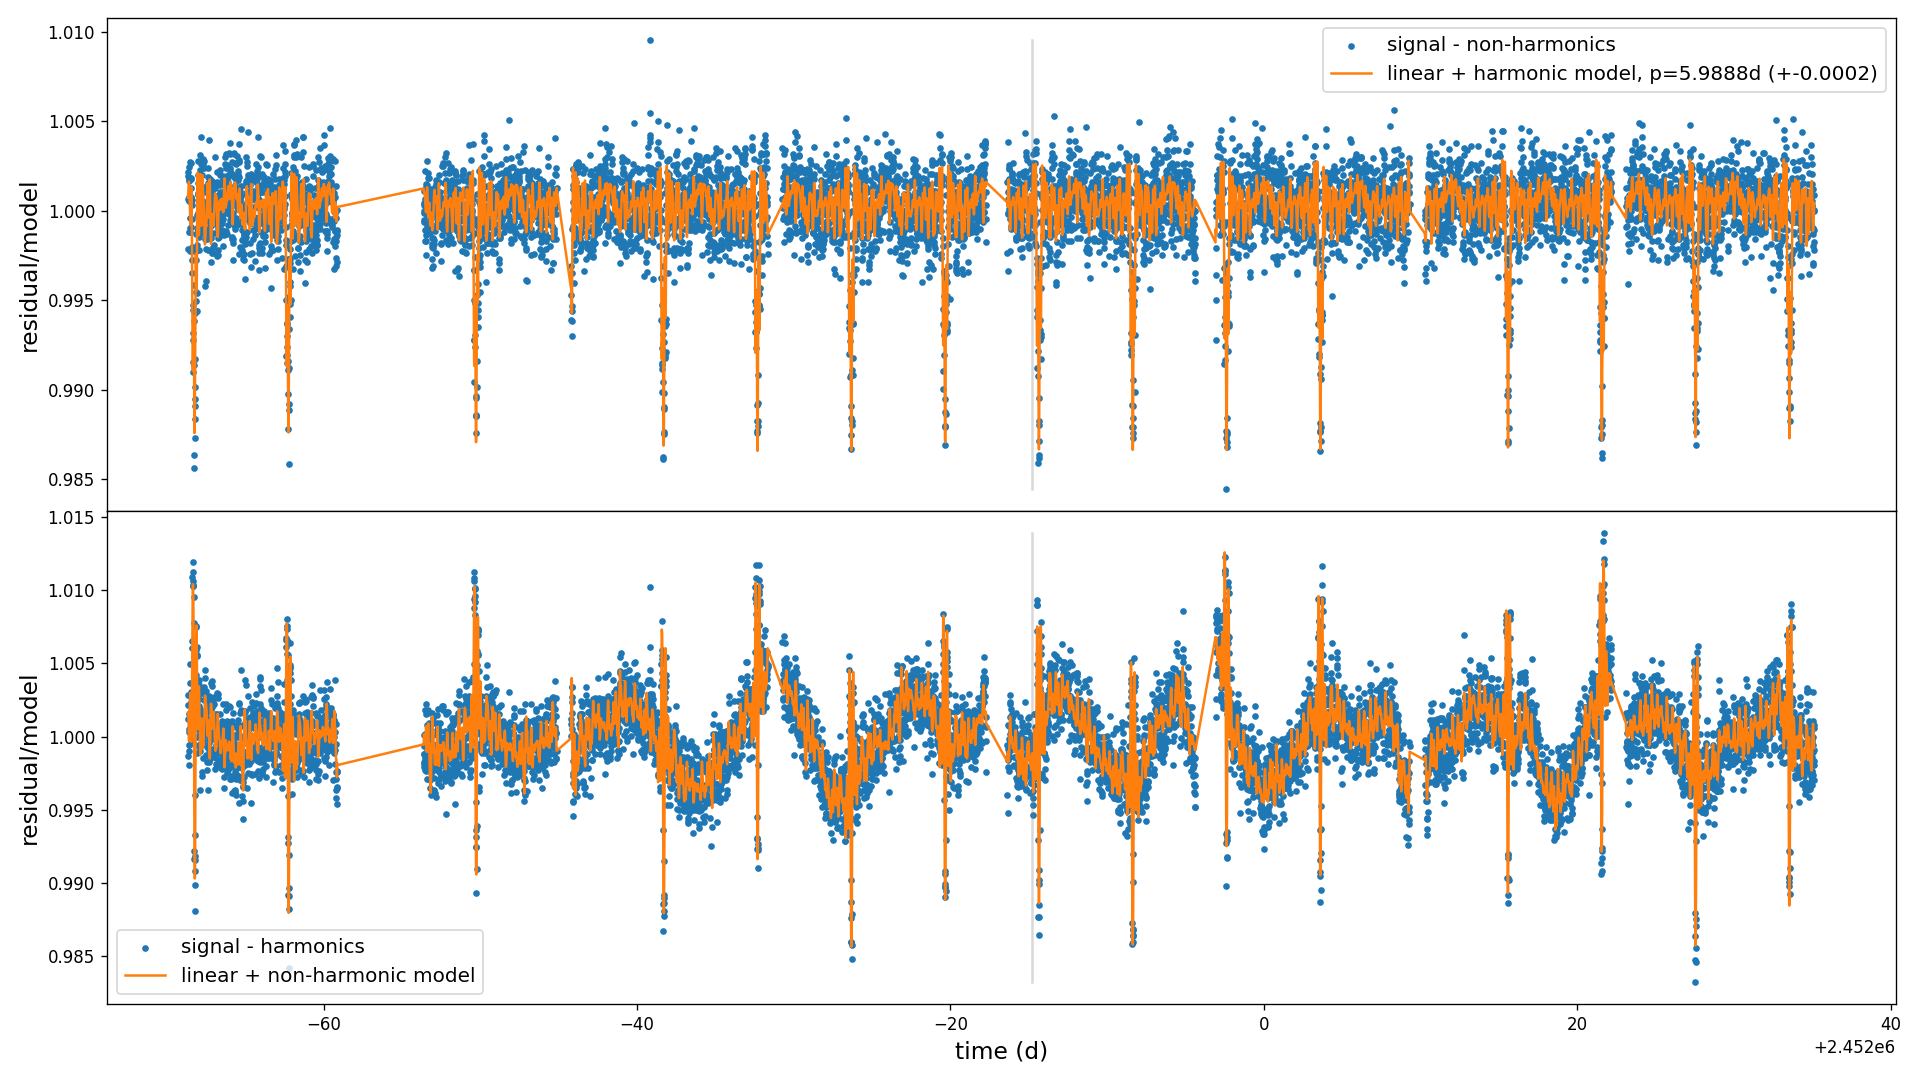 1.010
1.005
1.000
0.995
0.990
0.985
residual/model
signal - non-harmonics
linear + harmonic model, p=5.9888d (+-0.0002)
1.015
1.010
1.005
1.000
0.995
0.990
0.985
residual/model
signal - harmonics
linear + non-harmonic model
−60
−40
−20
0
20
40
time (d)
+2.452e6